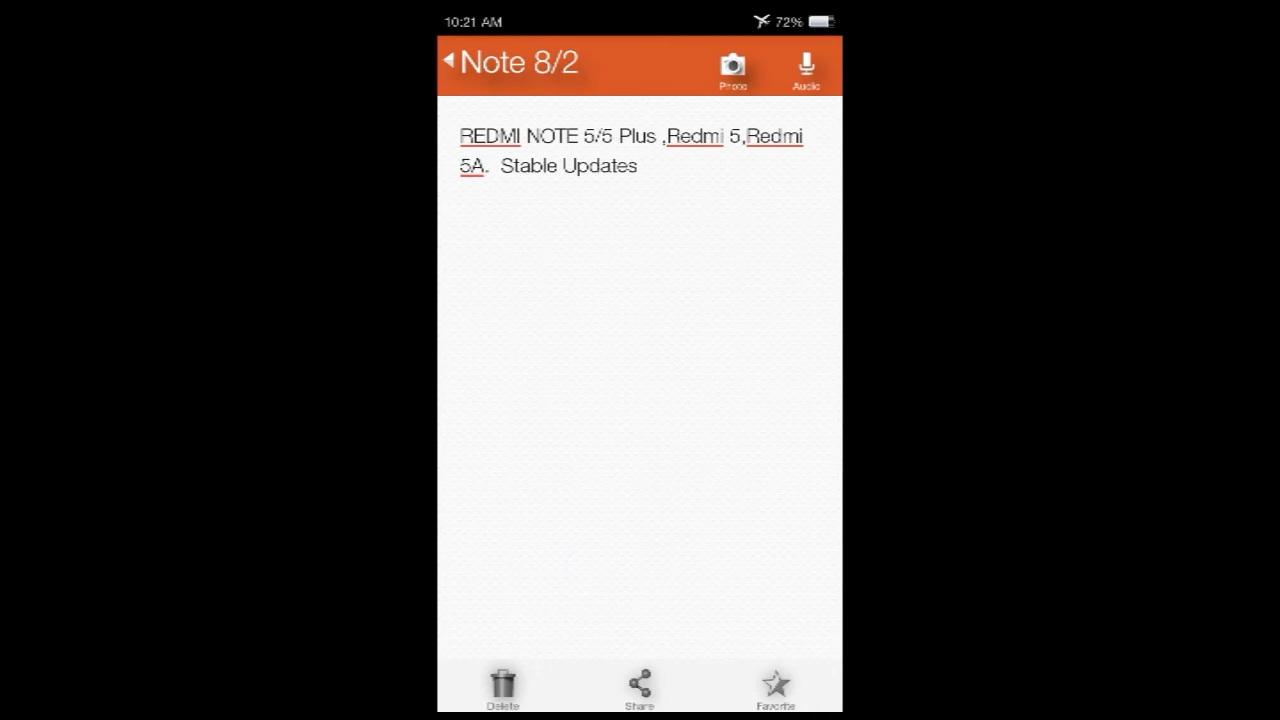 10:21 AM 72%
Note 8/2
Photo Audio
REDMI NOTE 5/5 Plus ,Redmi 5,Redmi
5A.  Stable Updates
Delete Share Favorite